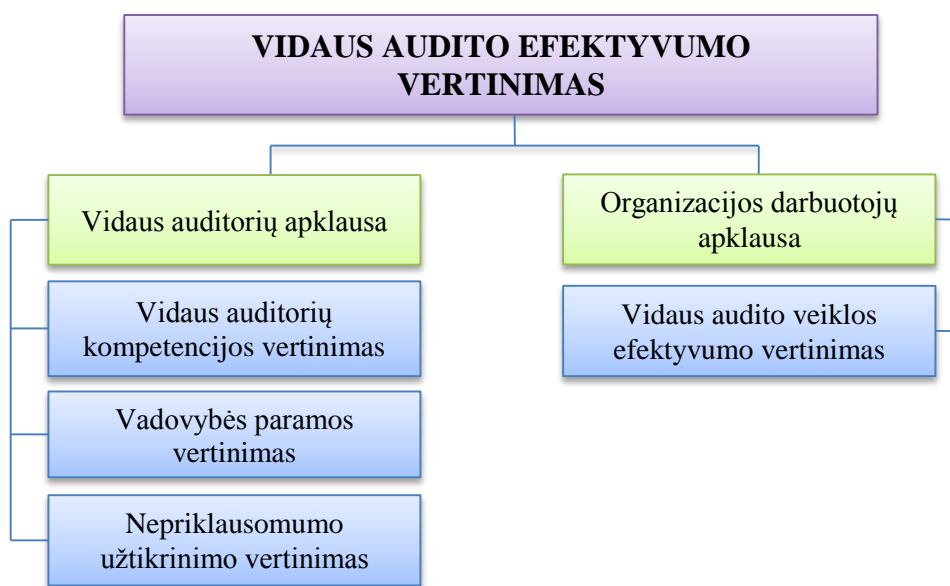 VIDAUS AUDITO EFEKTYVUMO
VERTINIMAS
Vidaus auditorių apklausa
Organizacijos darbuotojų
apklausa
Vidaus auditorių
kompetencijos vertinimas
Vidaus audito veiklos
efektyvumo vertinimas
Vadovybės paramos
vertinimas
Nepriklausomumo
užtikrinimo vertinimas